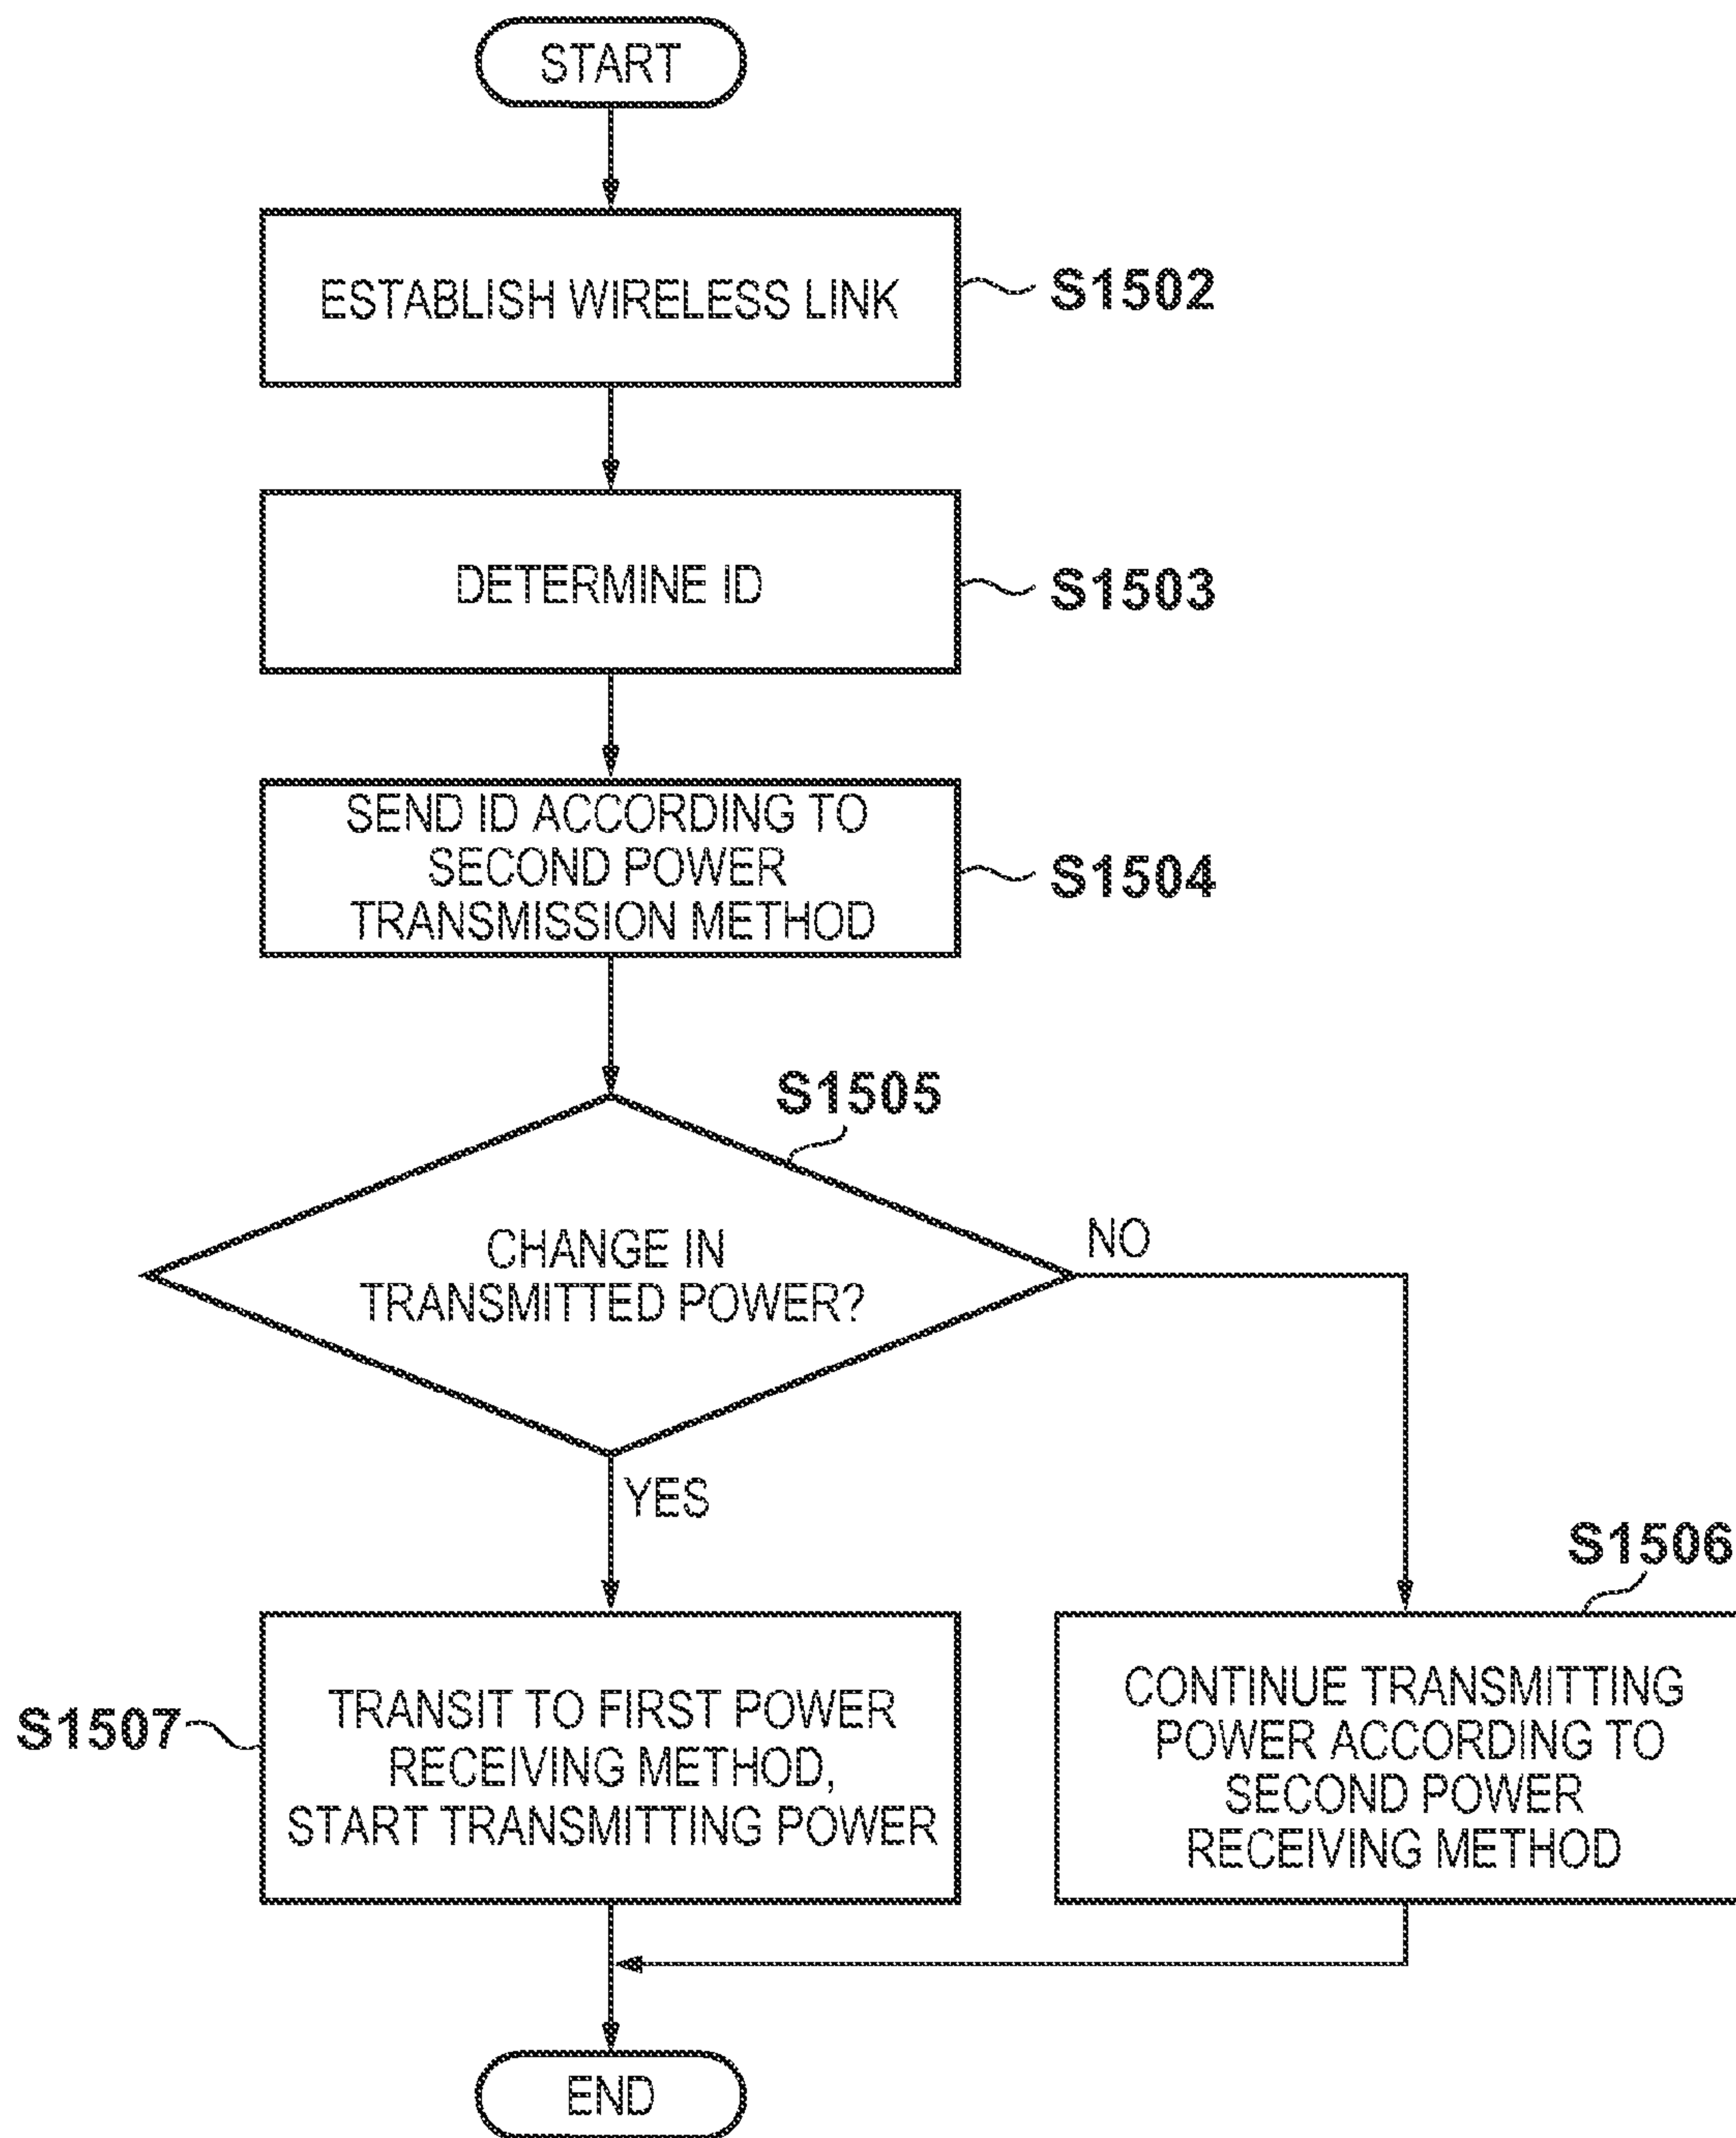 START
ESTABLISH WIRELESS LINK
S1502
DETERMINE ID
S1503
SEND ID ACCORDING TO
SECOND POWER
TRANSMISSION METHOD
S1504
S1505
CHANGE IN
TRANSMITTED POWER?
NO
YES
S1506
S1507
TRANSIT TO FIRST POWER
RECEIVING METHOD,
START TRANSMITTING POWER
CONTINUE TRANSMITTING
POWER ACCORDING TO
SECOND POWER
RECEIVING METHOD
END